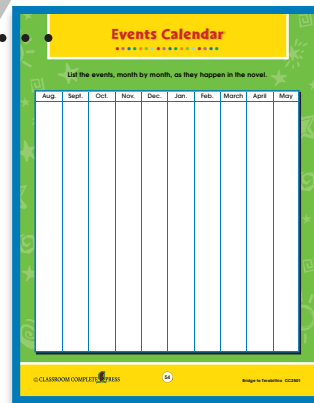 Events Calendar
List the events, month by month, as they happen in the novel.
Aug. Sept. Oct. Nov. Dec. Jan. Feb. March April May
© CLASSROOM COMPLETE PRESS 54 Bridge to Terabithia CC2501